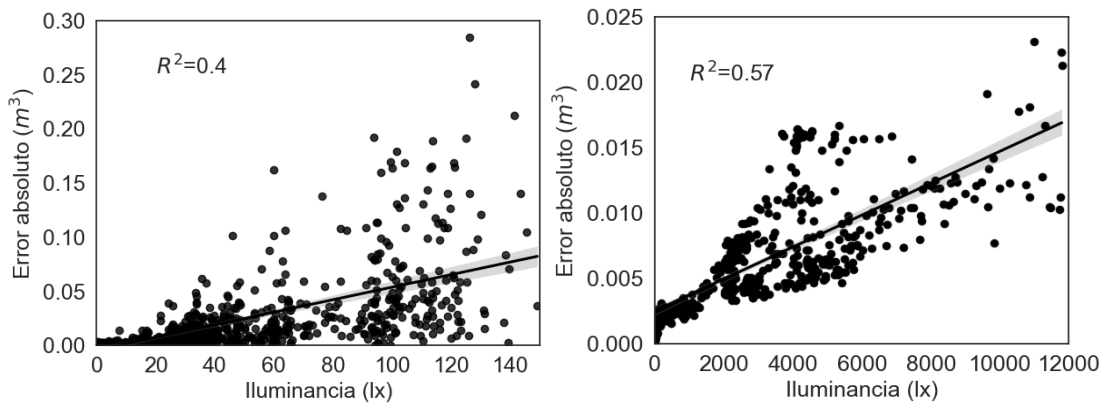 0.30
0.25
0.20
0.15
0.10
0.05
0.00
Error absoluto (m³)
R²=0.4
0 20 40 60 80 100 120 140
Iluminancia (lx)
0.025
0.020
0.015
0.010
0.005
0.000
Error absoluto (m³)
R²=0.57
0 2000 4000 6000 8000 10000 12000
Iluminancia (lx)